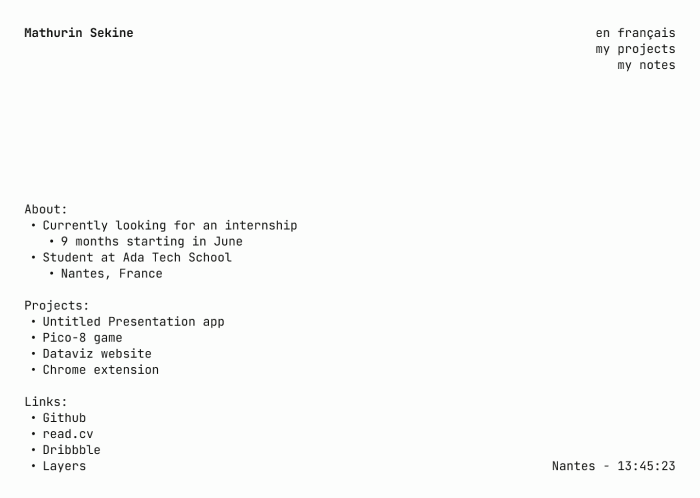 Mathurin Sekine
en français
my projects
my notes
About:
• Currently looking for an internship
• 9 months starting in June
• Student at Ada Tech School
• Nantes, France
Projects:
• Untitled Presentation app
• Pico-8 game
• Dataviz website
• Chrome extension
Links:
• Github
• read.cv
• Dribbble
• Layers
Nantes - 13:45:23